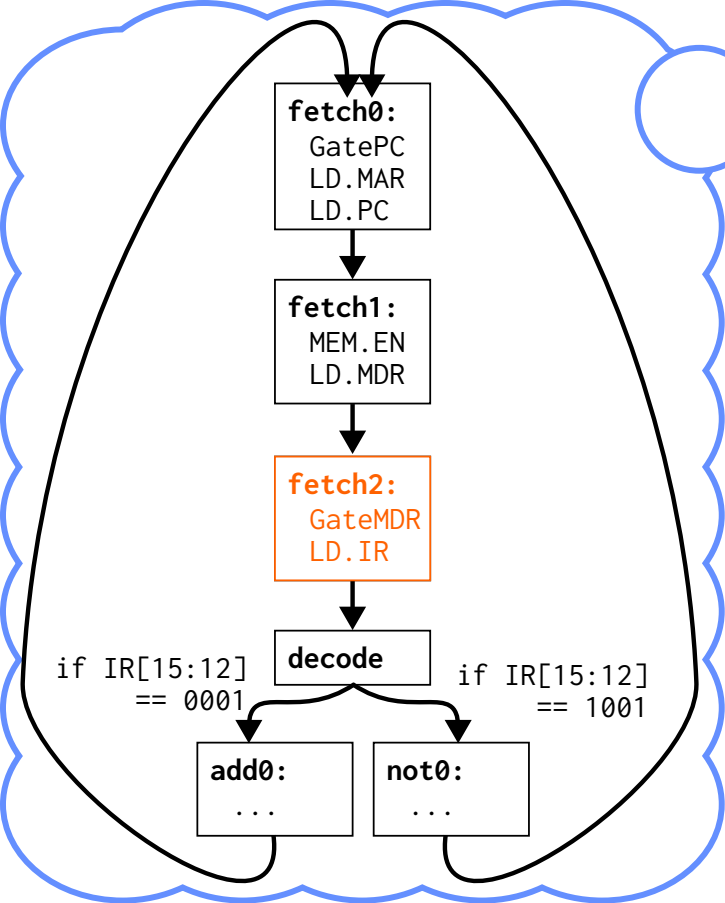 fetch0:
GatePC
LD.MAR
LD.PC
fetch1:
MEM.EN
LD.MDR
fetch2:
GateMDR
LD.IR
decode
if IR[15:12]
== 0001
if IR[15:12]
== 1001
add0:
...
not0:
...